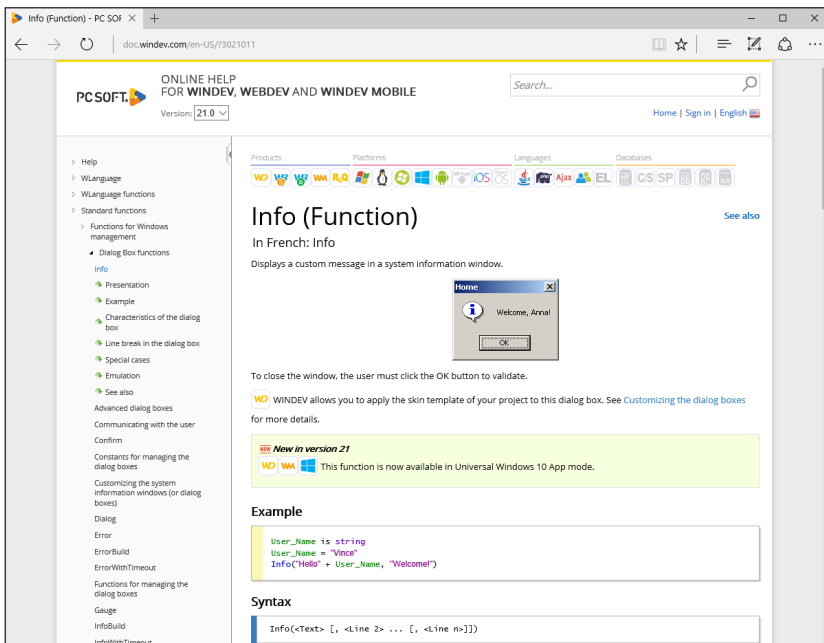 Info (Function) - PC SOF
doc.windev.com/en-US/?3021011
PC SOFT
ONLINE HELP
FOR WINDEV, WEBDEV AND WINDEV MOBILE
Version: 21.0
Search...
Home | Sign in | English
Help
WLanguage
WLanguage functions
Standard functions
Functions for Windows
management
Dialog Box functions
Info
Presentation
Example
Characteristics of the dialog
box
Line break in the dialog box
Special cases
Emulation
See also
Advanced dialog boxes
Communicating with the user
Confirm
Constants for managing the
dialog boxes
Customizing the system
information windows (or dialog
boxes)
Dialog
Error
ErrorBuild
ErrorWithTimeout
Functions for managing the
dialog boxes
Gauge
InfoBuild
InfoWithTimeout
Products Platforms Languages Databases
iOS Ajax EL C/S SP
Info (Function)
See also
In French: Info
Displays a custom message in a system information window.
Home
Welcome, Anna!
OK
To close the window, the user must click the OK button to validate.
WD WINDEV allows you to apply the skin template of your project to this dialog box. See Customizing the dialog boxes
for more details.
NEW New in version 21
WD WM This function is now available in Universal Windows 10 App mode.
Example
User_Name is string
User_Name = "Vince"
Info("Hello" + User_Name, "Welcome!")
Syntax
Info(<Text> [, <Line 2> ... [, <Line n>]])